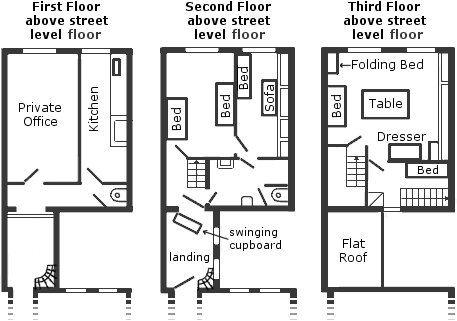 First Floor
above street
level floor
Second Floor
above street
level floor
Third Floor
above street
level floor
Private
Office
Kitchen
Bed
Bed
Bed
Sofa
landing
swinging
cupboard
←Folding Bed
Bed
Table
Dresser
Bed
Flat
Roof